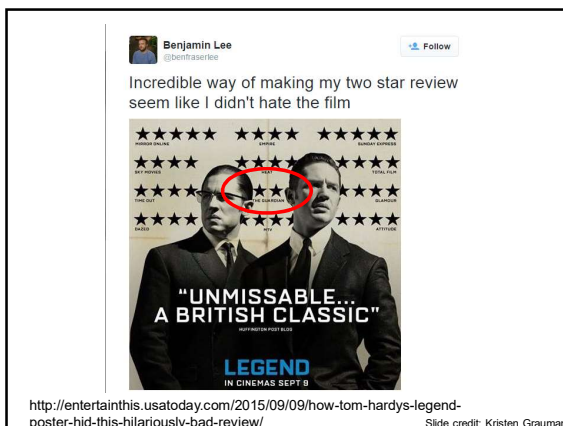 Benjamin Lee
@benfraserlee
Follow
Incredible way of making my two star review
seem like I didn't hate the film
MIRROR ONLINE
EMPIRE
SUNDAY EXPRESS
SKY MOVIES
HEAT
TOTAL FILM
TIME OUT
THE GUARDIAN
GLAMOUR
DAZED
MTV
ATTITUDE
"UNMISSABLE...
A BRITISH CLASSIC"
HUFFINGTON POST BLOG
LEGEND
IN CINEMAS SEPT 9
http://entertainthis.usatoday.com/2015/09/09/how-tom-hardys-legend-
poster-hid-this-hilariously-bad-review/
Slide credit: Kristen Grauman